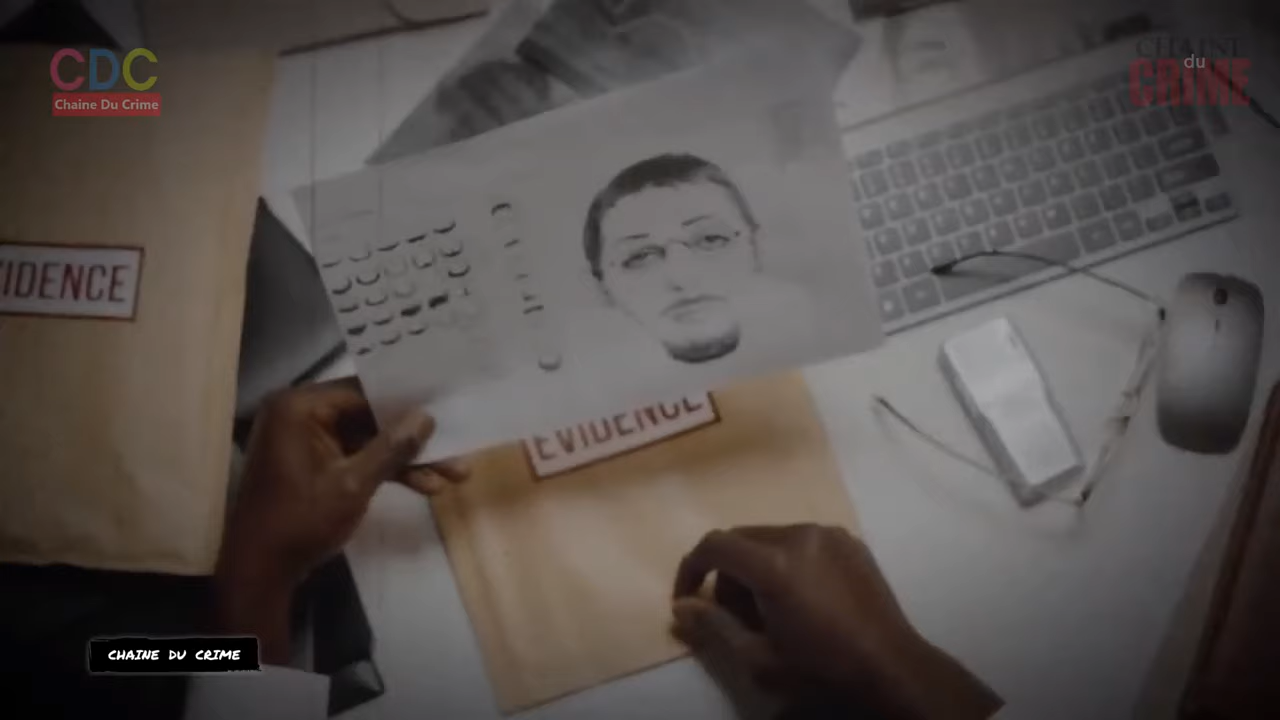 CDC
Chaine Du Crime
CHAINE
du
CRIME
IDENCE
EVIDENCE
CHAINE DU CRIME